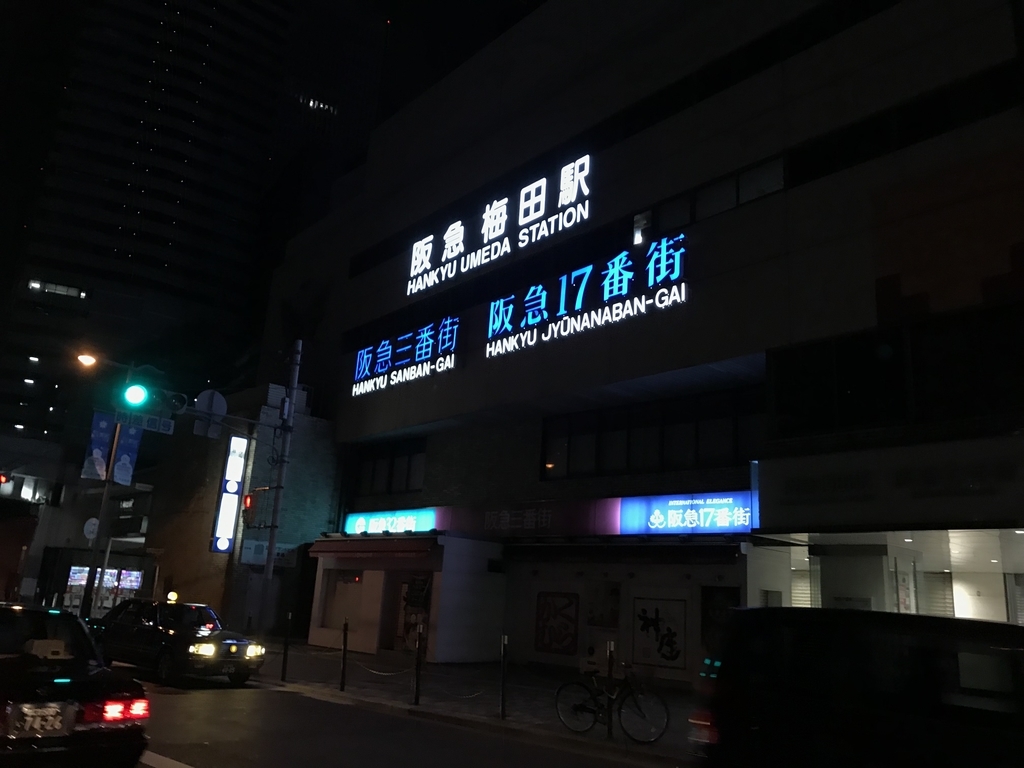 阪急 梅田駅
HANKYU UMEDA STATION
阪急17番街
HANKYU JYŪNANABAN-GAI
阪急三番街
HANKYU SANBAN-GAI
INTERNATIONAL ELEGANCE
阪急17番街
阪急三番街
74-26